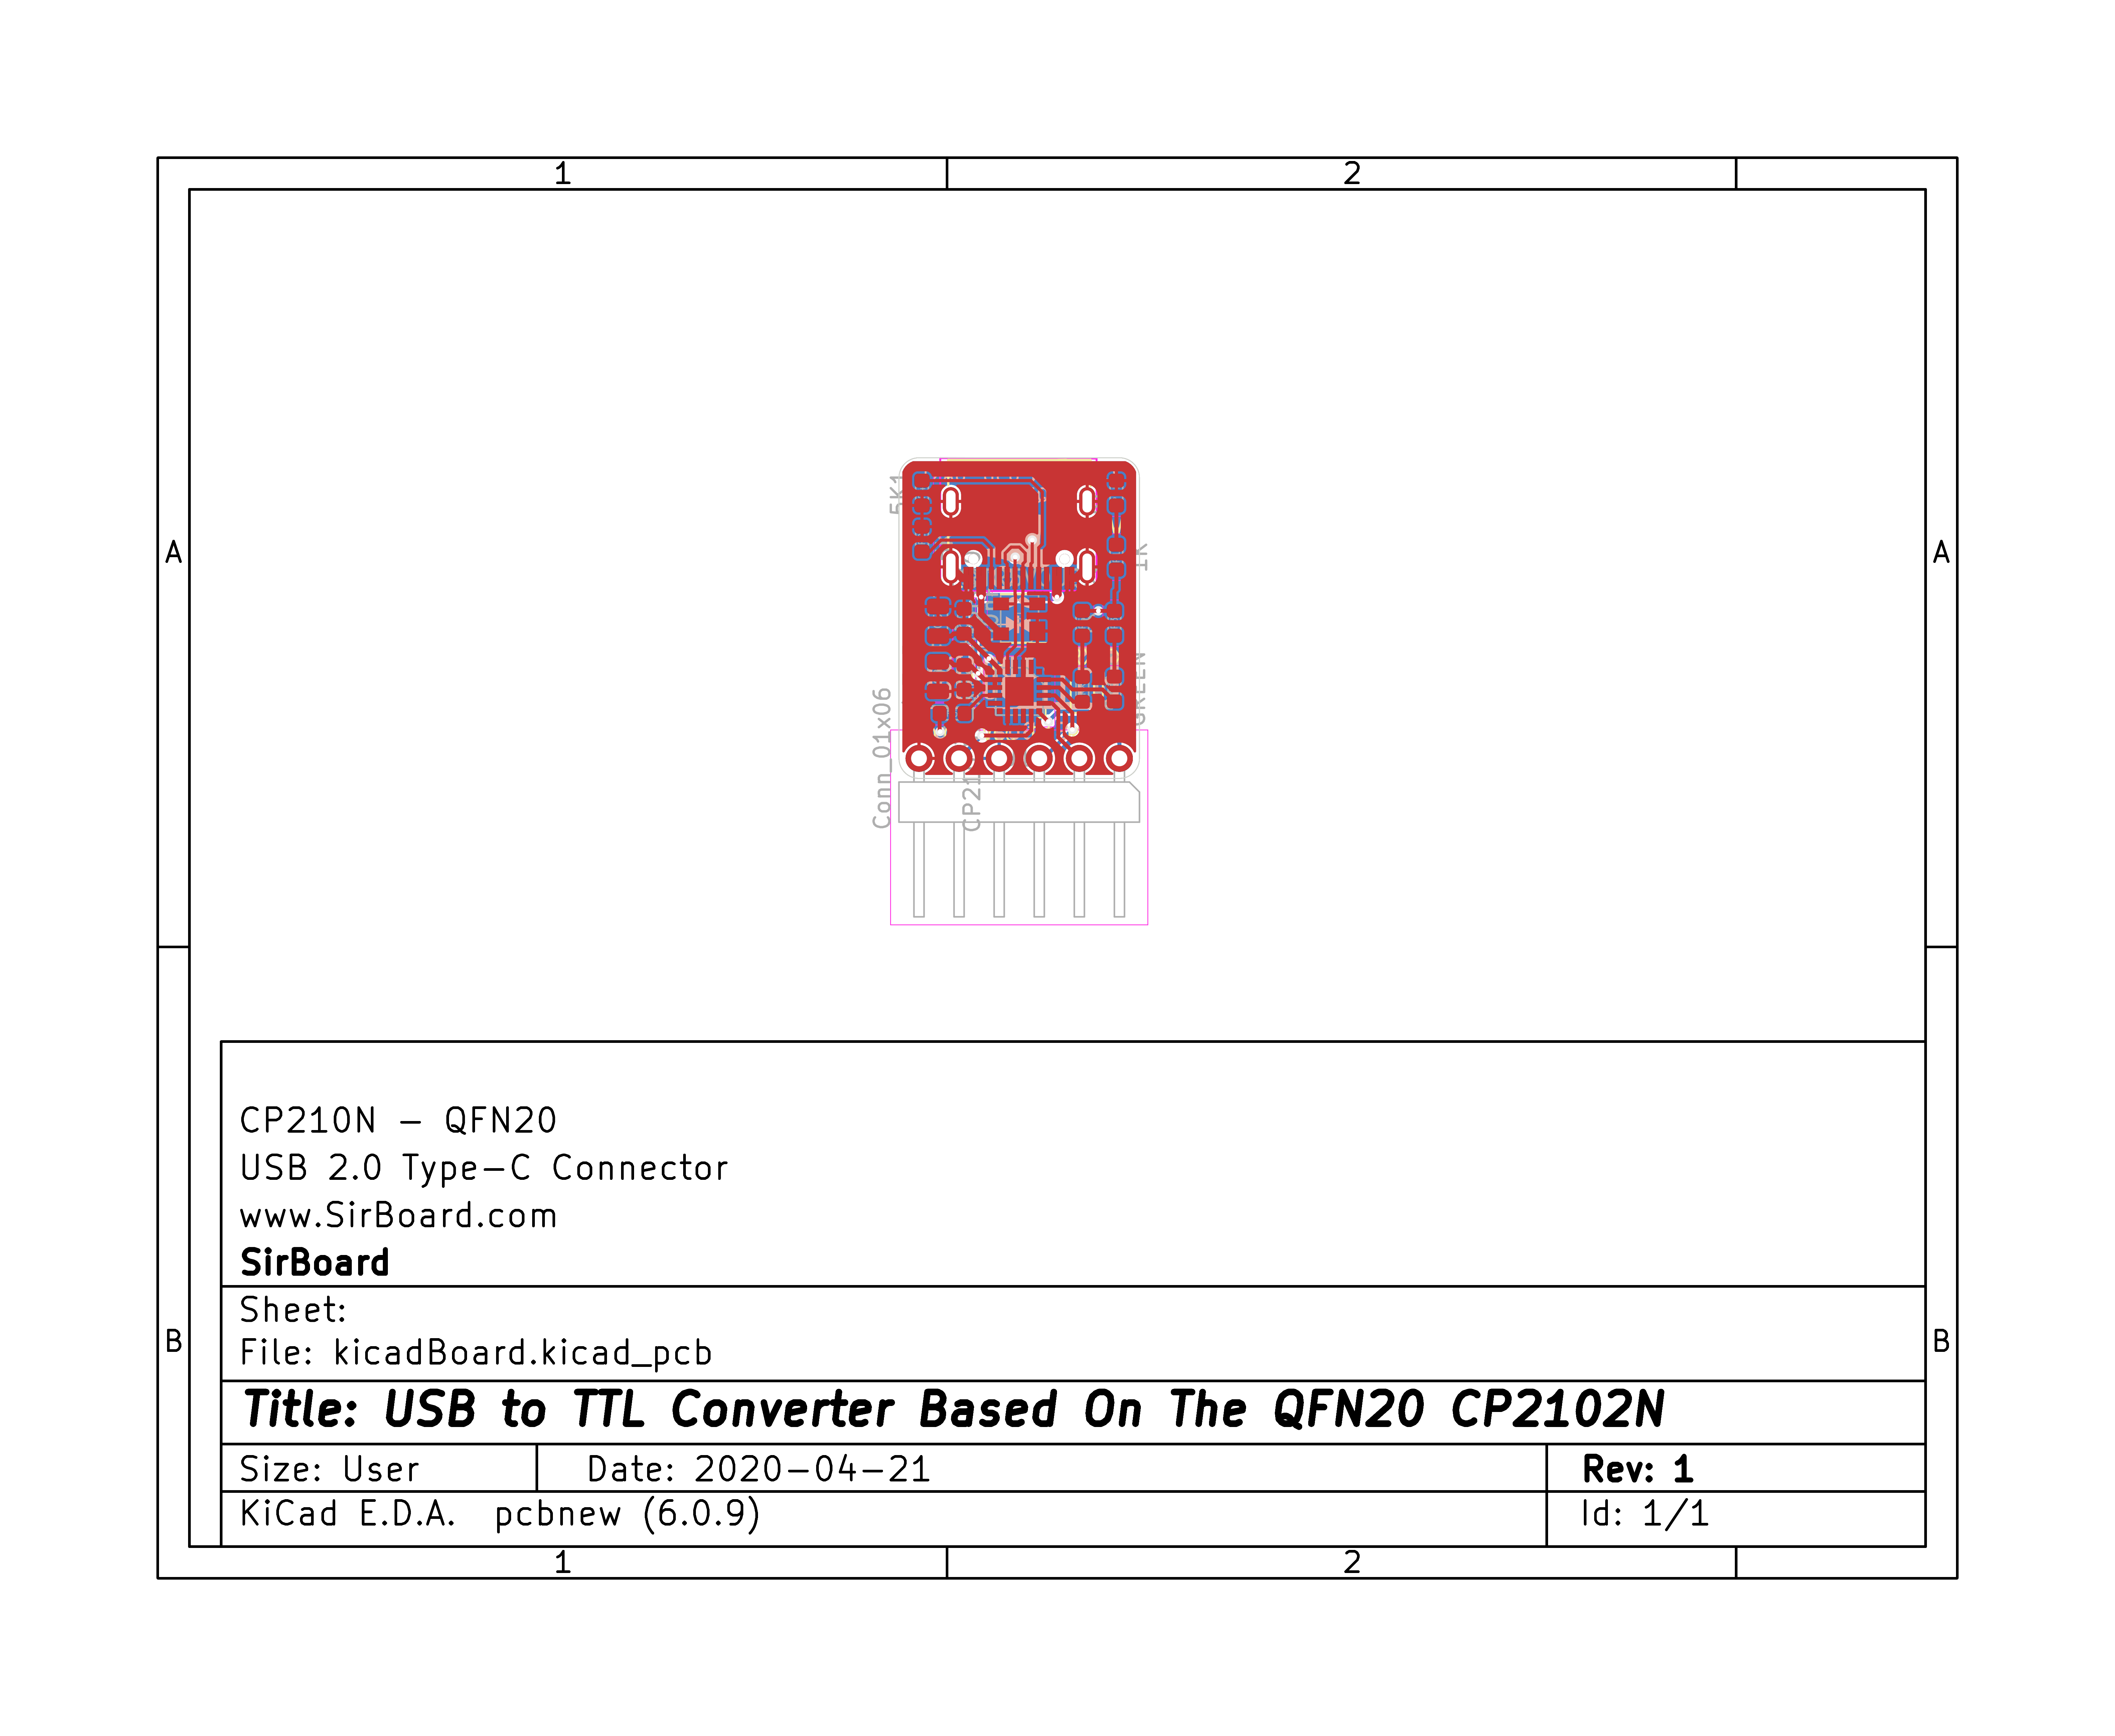 1 2
A A
5K1
1K
GREEN
Conn_01x06
CP21
CP210N - QFN20
USB 2.0 Type-C Connector
www.SirBoard.com
SirBoard
Sheet:
File: kicadBoard.kicad_pcb
B B
Title: USB to TTL Converter Based On The QFN20 CP2102N
Size: User Date: 2020-04-21 Rev: 1
KiCad E.D.A. pcbnew (6.0.9) Id: 1/1
1 2